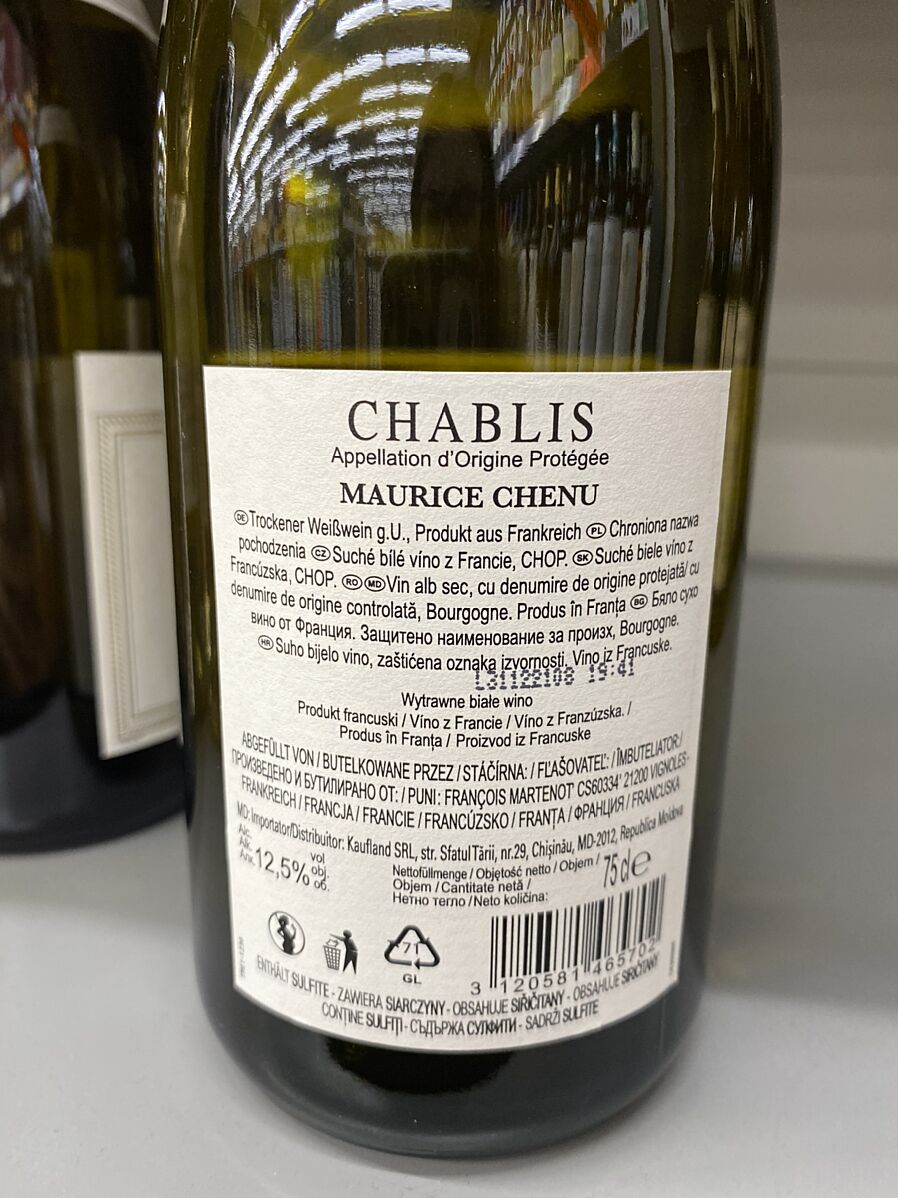 CHABLIS
Appellation d'Origine Protégée
MAURICE CHENU
DE Trockener Weißwein g.U., Produkt aus Frankreich PL Chroniona nazwa
pochodzenia CZ Suché bílé víno z Francie, CHOP. SK Suché biele víno z
Francúzska, CHOP. RO MD Vin alb sec, cu denumire de origine protejată/ cu
denumire de origine controlată, Bourgogne. Produs în Franța BG Бяло сухо
вино от Франция. Защитено наименование за произх, Bourgogne.
HR Suho bijelo vino, zaštićena oznaka izvornosti. Vino iz Francuske.
L31122108 19:41
Wytrawne białe wino
Produkt francuski / Víno z Francie / Víno z Franzúzska. /
Produs în Franța / Proizvod iz Francuske
ABGEFÜLLT VON / BUTELKOWANE PRZEZ / STÁČÍRNA: / FĽAŠOVATEĽ: / ÎMBUTELIATOR:/
ПРОИЗВЕДЕНО И БУТИЛИРАНО ОТ: / PUNI: FRANÇOIS MARTENOT CS60334 21200 VIGNOLES-
FRANKREICH / FRANCJA / FRANCIE / FRANCÚZSKO / FRANȚA / ФРАНЦИЯ / FRANCUSKA
MD: Importator/Distribuitor: Kaufland SRL, str. Sfatul Țării, nr.29, Chișinău, MD-2012, Republica Moldova
Alc.
Alk.
Алк.
12,5%
vol
obj.
об.
Nettofüllmenge / Objętość netto / Objem /
Objem / Cantitate netă /
Нетно тегло / Neto količina:
75 cl e
71
GL
3 120581 465702
ENTHÄLT SULFITE - ZAWIERA SIARCZYNY - OBSAHUJE SIŘIČITANY - OBSAHUJE SIRIČITANY
CONȚINE SULFIȚI - СЪДЪРЖА СУЛФИТИ - SADRŽI SULFITE